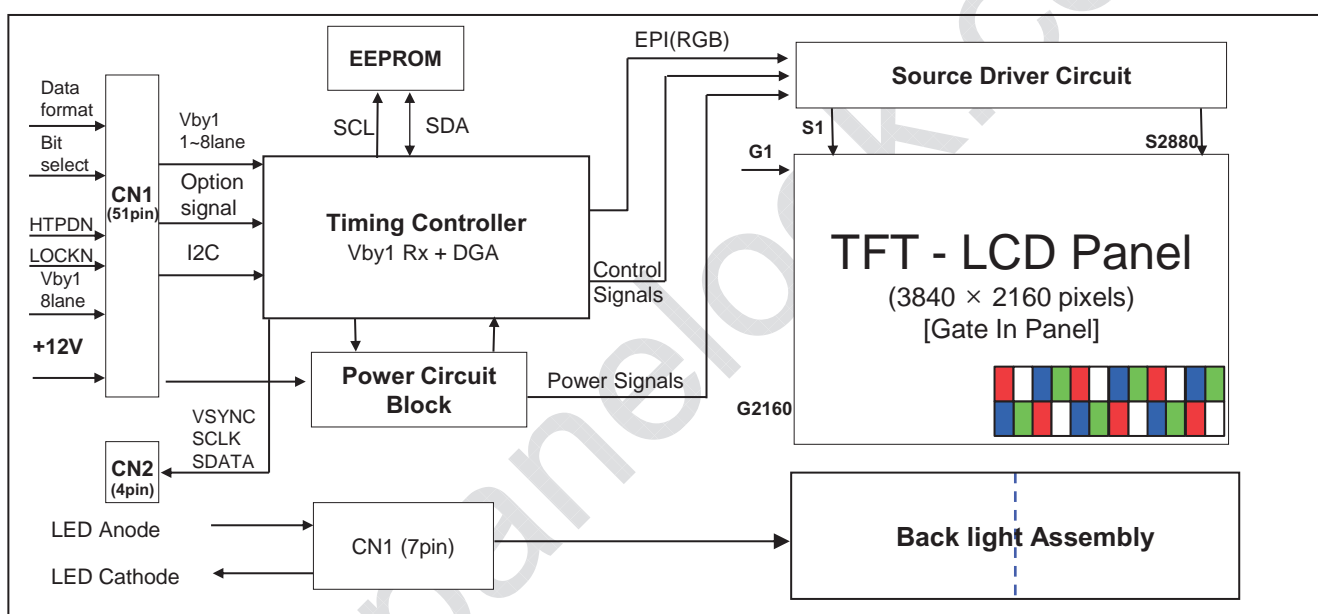 EPI(RGB)
EEPROM
Source Driver Circuit
Data
format
Vby1
1~8lane
SCL
SDA
S1
S2880
Bit
select
G1
CN1
(51pin)
Option
signal
Timing Controller
Vby1 Rx + DGA
HTPDN
LOCKN
I2C
Vby1
8lane
Control
Signals
TFT - LCD Panel
(3840 × 2160 pixels)
[Gate In Panel]
+12V
Power Circuit
Block
Power Signals
G2160
VSYNC
SCLK
SDATA
CN2
(4pin)
LED Anode
CN1 (7pin)
Back light Assembly
LED Cathode